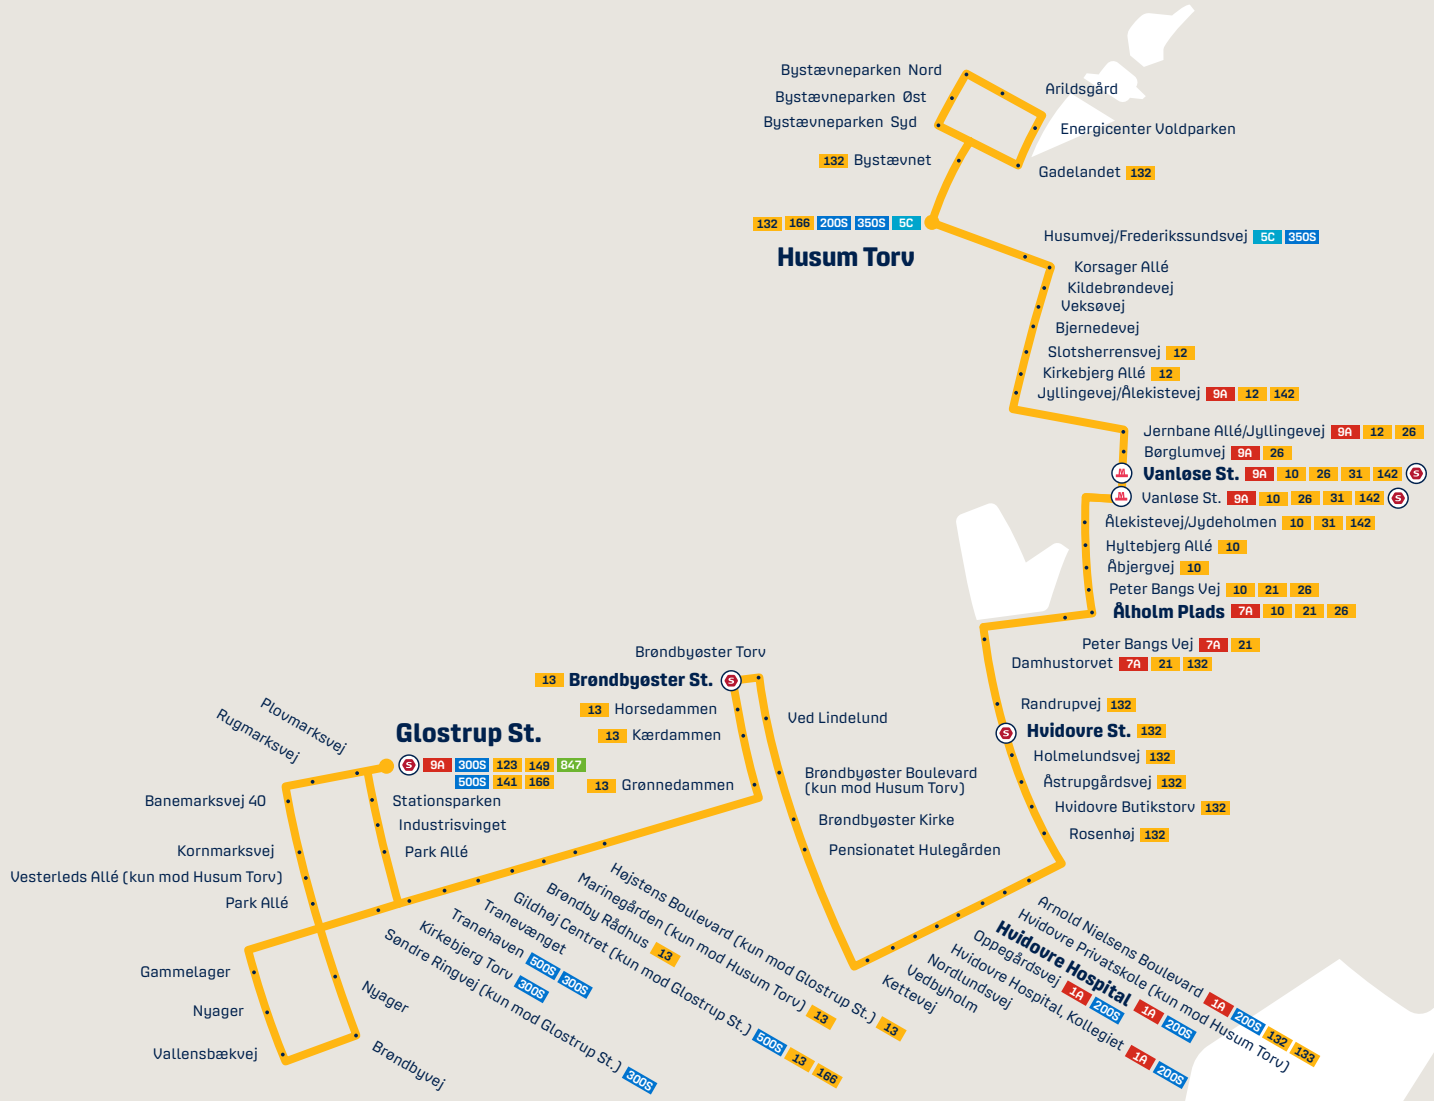 Bystævneparken Nord
Bystævneparken Øst
Bystævneparken Syd
132 Bystævnet
Arildsgård
Energicenter Voldparken
Gadelandet 132
132 166 200S 350S 5C
Husum Torv
Husumvej/Frederikssundsvej 5C 350S
Korsager Allé
Kildebrøndevej
Veksøvej
Bjernedevej
Slotsherrensvej 12
Kirkebjerg Allé 12
Jyllingevej/Ålekistevej 9A 12 142
Jernbane Allé/Jyllingevej 9A 12 26
Børglumvej 9A 26
M Vanløse St. 9A 10 26 31 142 S
M Vanløse St. 9A 10 26 31 142 S
Ålekistevej/Jydeholmen 10 31 142
Hyltebjerg Allé 10
Åbjergvej 10
Peter Bangs Vej 10 21 26
Ålholm Plads 7A 10 21 26
Peter Bangs Vej 7A 21
Damhustorvet 7A 21 132
Randrupvej 132
S Hvidovre St. 132
Holmelundsvej 132
Åstrupgårdsvej 132
Hvidovre Butikstorv 132
Rosenhøj 132
Arnold Nielsens Boulevard 1A 200S 132 133
Hvidovre Privatskole (kun mod Husum Torv)
Hvidovre Hospital 1A 200S
Oppegårdsvej 1A 200S
Hvidovre Hospital, Kollegiet 1A 200S
Nordlundsvej
Vedbyholm
Kettevej
Pensionatet Hulegården
Brøndbyøster Kirke
Brøndbyøster Boulevard
(kun mod Husum Torv)
Ved Lindelund
Brøndbyøster Torv
13 Brøndbyøster St. S
13 Horsedammen
13 Kærdammen
13 Grønnedammen
Højstens Boulevard (kun mod Glostrup St.) 13
Marinegården (kun mod Husum Torv) 13
Brøndby Rådhus 13
Gildhøj Centret (kun mod Glostrup St.) 500S 13 166
Tranevænget
Tranehaven 500S 300S
Kirkebjerg Torv 300S
Søndre Ringvej (kun mod Glostrup St.) 300S
Glostrup St.
S 9A 300S 123 149 847
500S 141 166
Stationsparken
Industrisvinget
Park Allé
Plovmarksvej
Rugmarksvej
Banemarksvej 40
Kornmarksvej
Vesterleds Allé (kun mod Husum Torv)
Park Allé
Gammelager
Nyager
Vallensbækvej
Nyager
Brøndbyvej